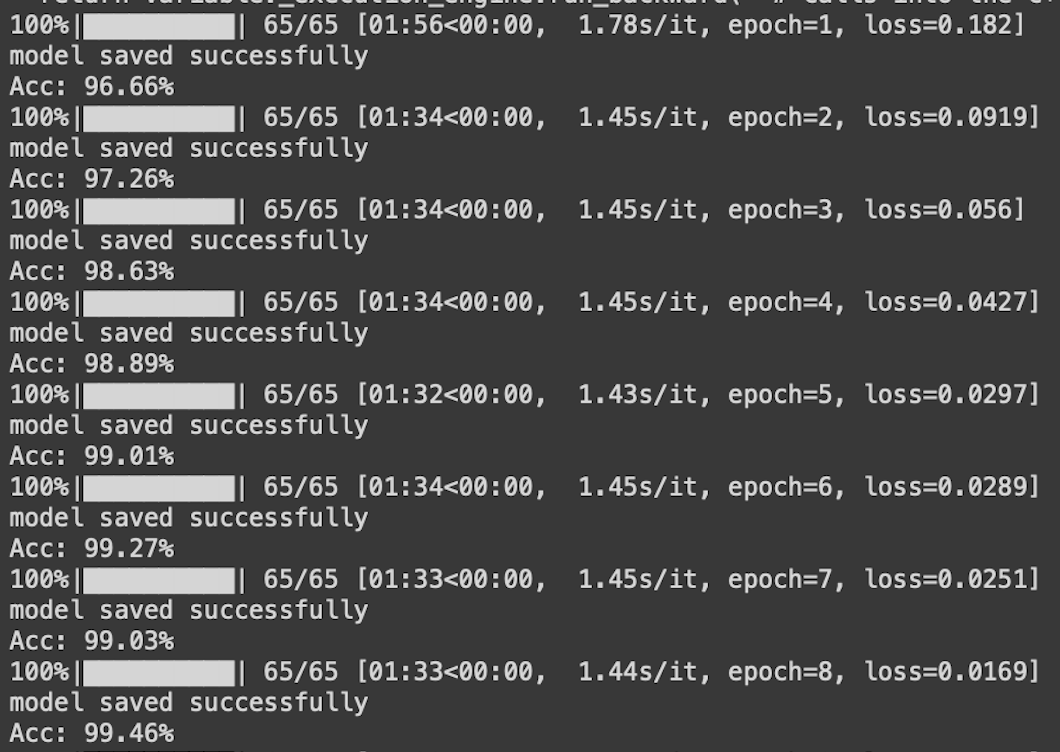 100%|██████████| 65/65 [01:56<00:00,  1.78s/it, epoch=1, loss=0.182]
model saved successfully
Acc: 96.66%
100%|██████████| 65/65 [01:34<00:00,  1.45s/it, epoch=2, loss=0.0919]
model saved successfully
Acc: 97.26%
100%|██████████| 65/65 [01:34<00:00,  1.45s/it, epoch=3, loss=0.056]
model saved successfully
Acc: 98.63%
100%|██████████| 65/65 [01:34<00:00,  1.45s/it, epoch=4, loss=0.0427]
model saved successfully
Acc: 98.89%
100%|██████████| 65/65 [01:32<00:00,  1.43s/it, epoch=5, loss=0.0297]
model saved successfully
Acc: 99.01%
100%|██████████| 65/65 [01:34<00:00,  1.45s/it, epoch=6, loss=0.0289]
model saved successfully
Acc: 99.27%
100%|██████████| 65/65 [01:33<00:00,  1.45s/it, epoch=7, loss=0.0251]
model saved successfully
Acc: 99.03%
100%|██████████| 65/65 [01:33<00:00,  1.44s/it, epoch=8, loss=0.0169]
model saved successfully
Acc: 99.46%